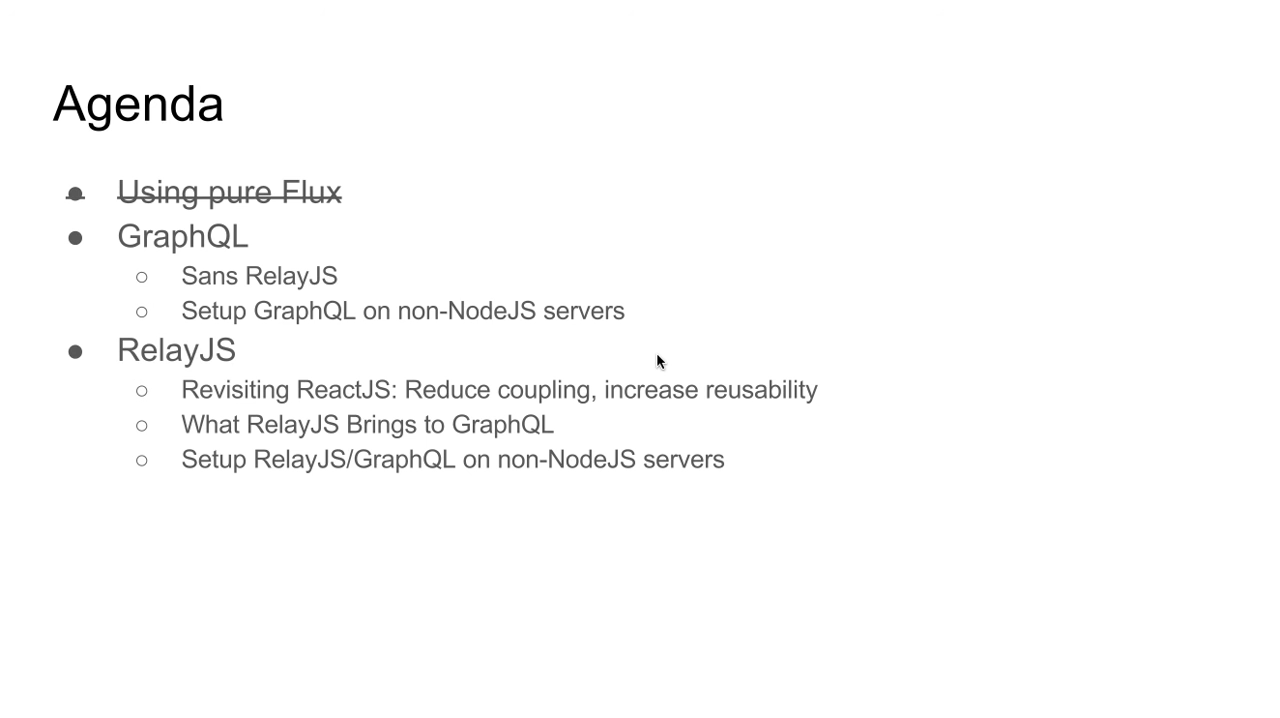 Agenda
● Using pure Flux
● GraphQL
○ Sans RelayJS
○ Setup GraphQL on non-NodeJS servers
● RelayJS
○ Revisiting ReactJS: Reduce coupling, increase reusability
○ What RelayJS Brings to GraphQL
○ Setup RelayJS/GraphQL on non-NodeJS servers